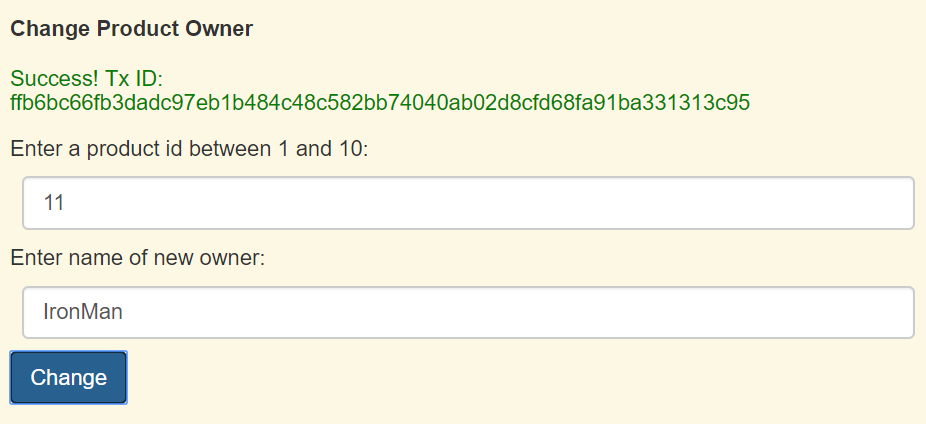 Change Product Owner
Success! Tx ID:
ffb6bc66fb3dadc97eb1b484c48c582bb74040ab02d8cfd68fa91ba331313c95
Enter a product id between 1 and 10:
11
Enter name of new owner:
IronMan
Change